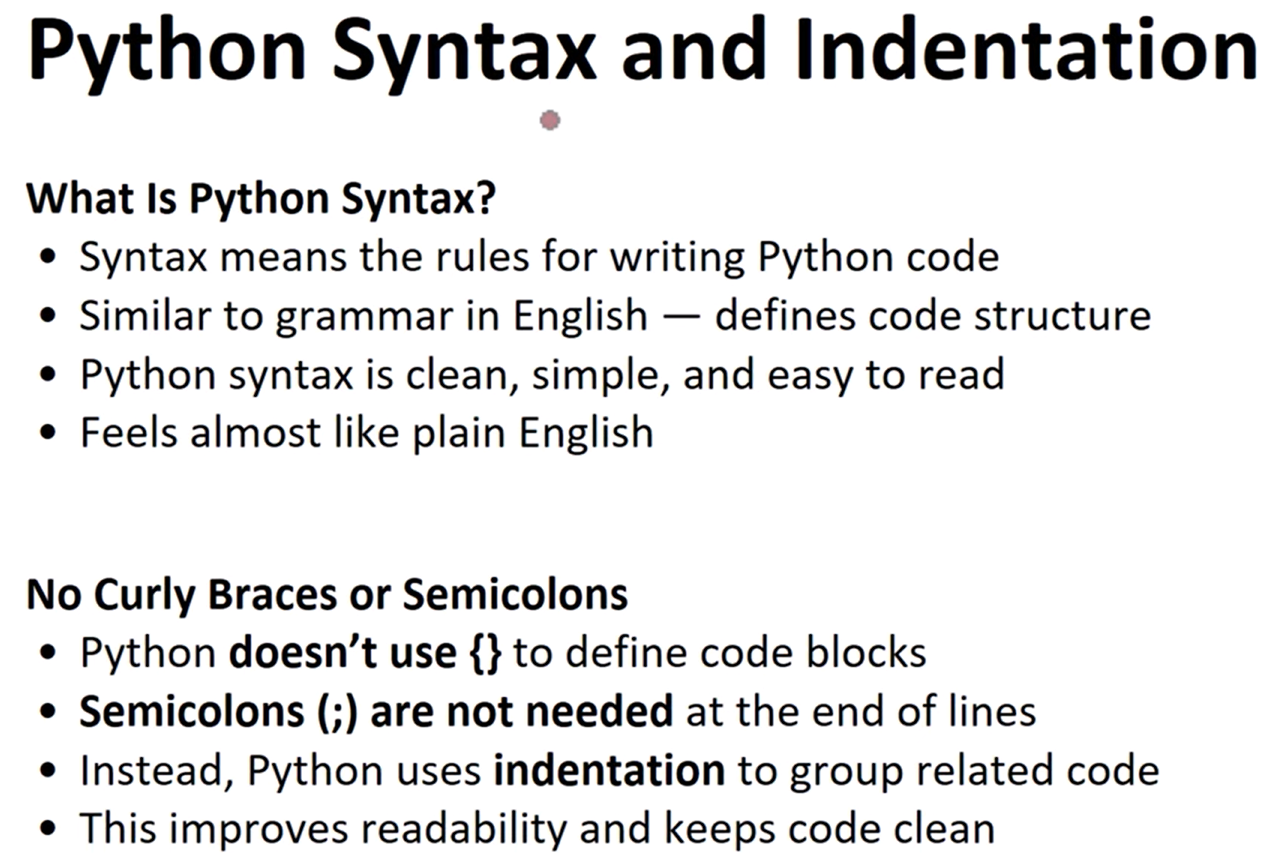 Python Syntax and Indentation
What Is Python Syntax?
• Syntax means the rules for writing Python code
• Similar to grammar in English — defines code structure
• Python syntax is clean, simple, and easy to read
• Feels almost like plain English
No Curly Braces or Semicolons
• Python doesn’t use {} to define code blocks
• Semicolons (;) are not needed at the end of lines
• Instead, Python uses indentation to group related code
• This improves readability and keeps code clean